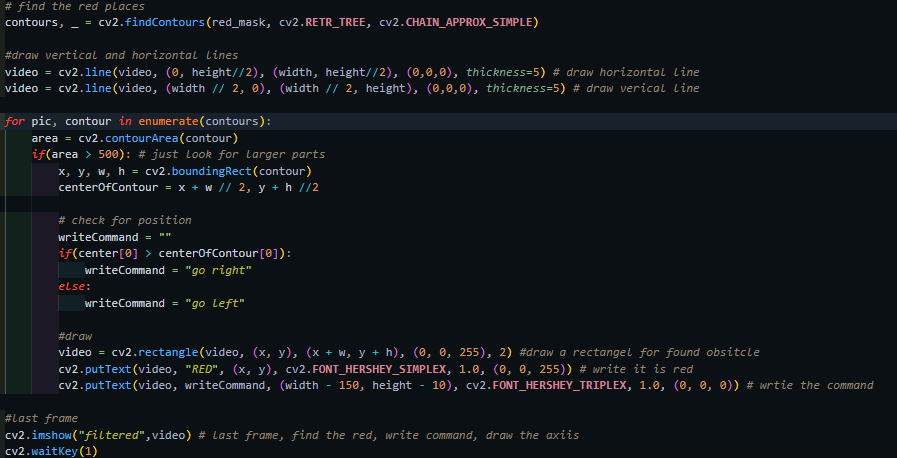 # find the red places
contours, _ = cv2.findContours(red_mask, cv2.RETR_TREE, cv2.CHAIN_APPROX_SIMPLE)
#draw vertical and horizontal lines
video = cv2.line(video, (0, height//2), (width, height//2), (0,0,0), thickness=5) # draw horizontal line
video = cv2.line(video, (width // 2, 0), (width // 2, height), (0,0,0), thickness=5) # draw verical line
for pic, contour in enumerate(contours):
area = cv2.contourArea(contour)
if(area > 500): # just look for larger parts
x, y, w, h = cv2.boundingRect(contour)
centerOfContour = x + w // 2, y + h //2
# check for position
writeCommand = ""
if(center[0] > centerOfContour[0]):
writeCommand = "go right"
else:
writeCommand = "go left"
#draw
video = cv2.rectangle(video, (x, y), (x + w, y + h), (0, 0, 255), 2) #draw a rectangel for found obsitcle
cv2.putText(video, "RED", (x, y), cv2.FONT_HERSHEY_SIMPLEX, 1.0, (0, 0, 255)) # write it is red
cv2.putText(video, writeCommand, (width - 150, height - 10), cv2.FONT_HERSHEY_TRIPLEX, 1.0, (0, 0, 0)) # wrtie the command
#last frame
cv2.imshow("filtered",video) # last frame, find the red, write command, draw the axiis
cv2.waitKey(1)